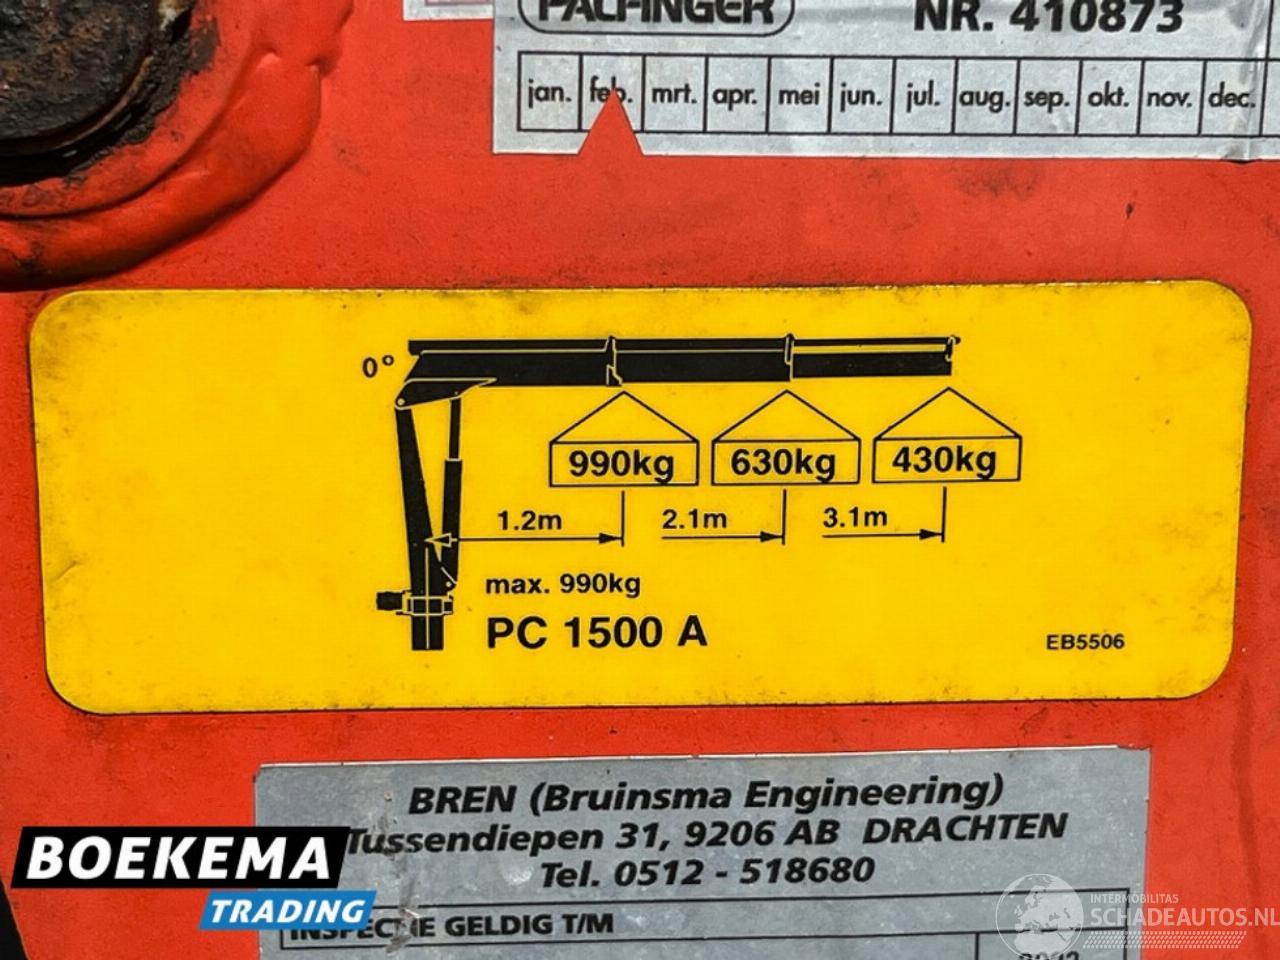 PALFINGER
NR. 410873
jan. feb. mrt. apr. mei jun. jul. aug. sep. okt. nov. dec.
0°
990kg 630kg 430kg
1.2m 2.1m 3.1m
max. 990kg
PC 1500 A
EB5506
BREN (Bruinsma Engineering)
Tussendiepen 31, 9206 AB DRACHTEN
Tel. 0512 - 518680
INSPECTIE GELDIG T/M
BOEKEMA
TRADING
INTERMOBILITAS
SCHADEAUTOS.NL